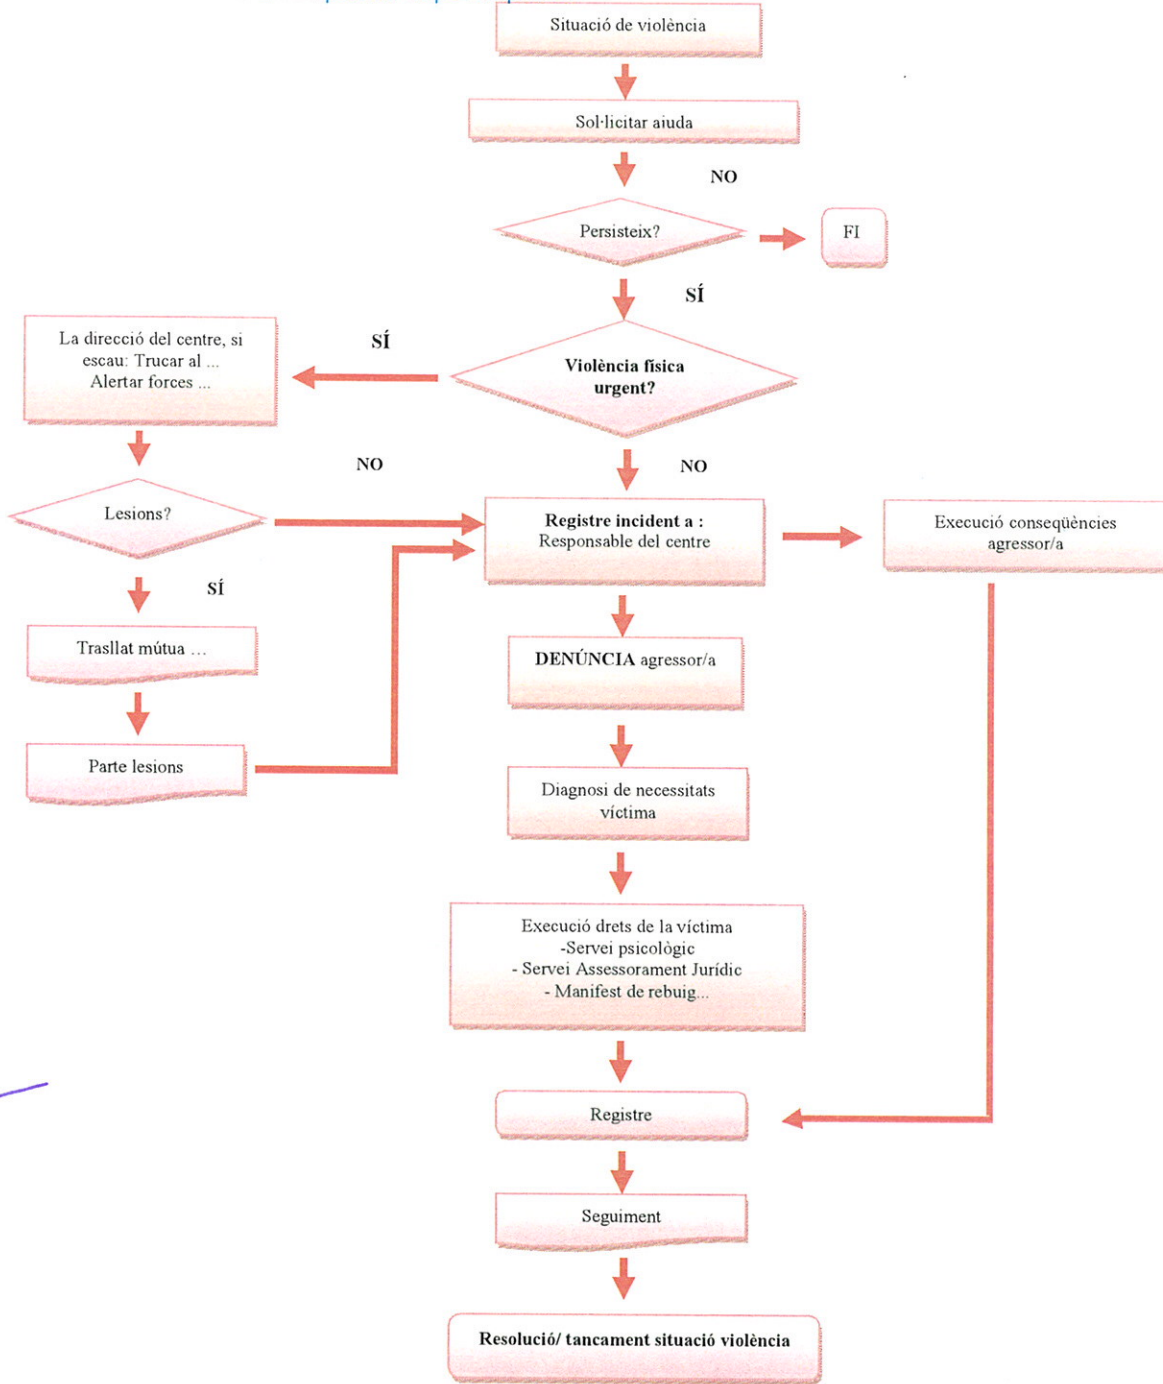 Situació de violència
Sol·licitar ajuda
NO
Persisteix?
FI
SÍ
La direcció del centre, si
escau: Trucar al ...
Alertar forces ...
SÍ
Violència física
urgent?
NO
NO
Lesions?
Registre incident a :
Responsable del centre
Execució conseqüències
agressor/a
SÍ
Trasllat mútua ...
DENÚNCIA agressor/a
Parte lesions
Diagnosi de necessitats
víctima
Execució drets de la víctima
-Servei psicològic
- Servei Assessorament Jurídic
- Manifest de rebuig...
Registre
Seguiment
Resolució/ tancament situació violència